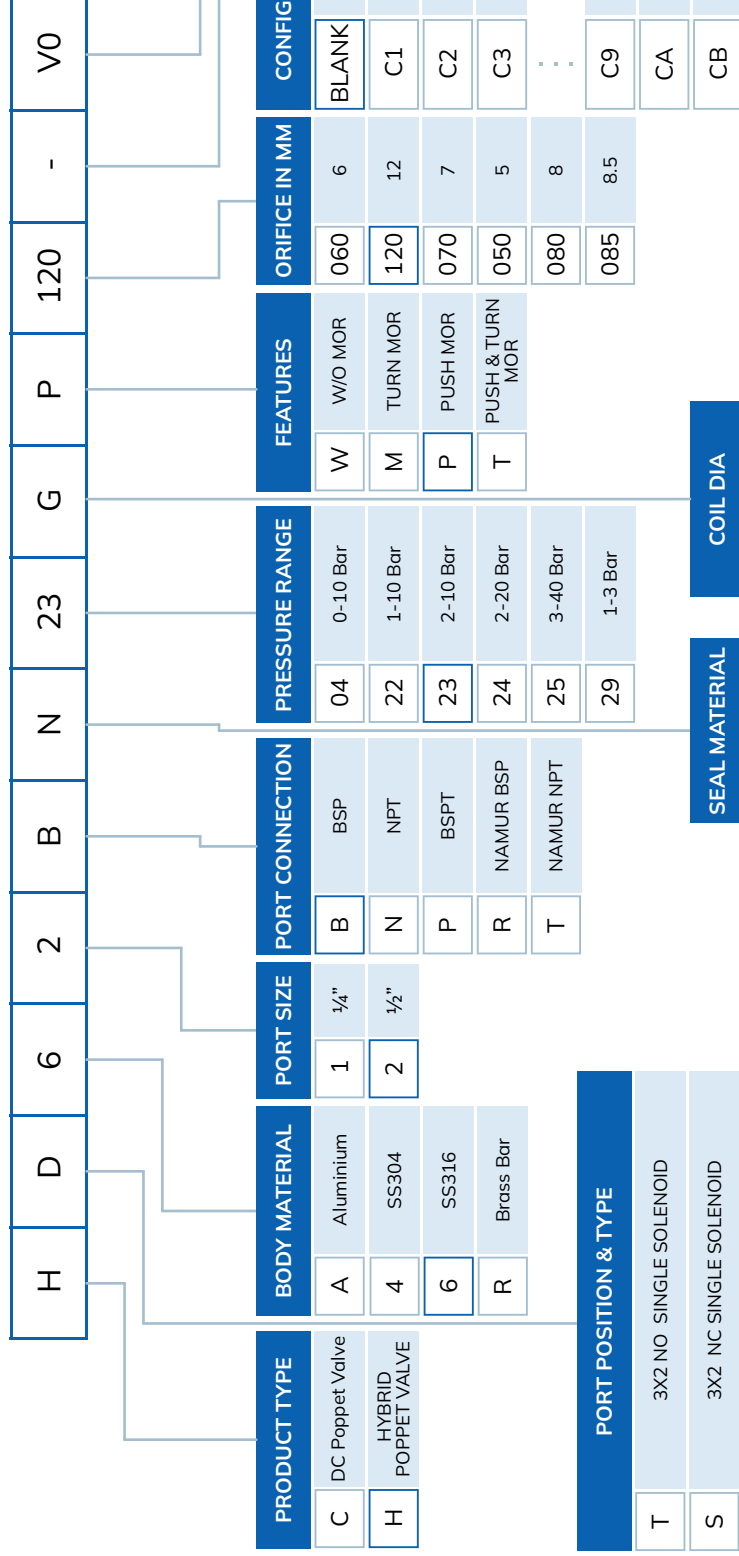 H D 6 2 B N 23 G P 120 - V0
PRODUCT TYPE
C DC Poppet Valve
H HYBRID
POPPET VALVE
BODY MATERIAL
A Aluminium
4 SS304
6 SS316
R Brass Bar
PORT SIZE
1 ¼”
2 ½”
PORT CONNECTION
B BSP
N NPT
P BSPT
R NAMUR BSP
T NAMUR NPT
PRESSURE RANGE
04 0-10 Bar
22 1-10 Bar
23 2-10 Bar
24 2-20 Bar
25 3-40 Bar
29 1-3 Bar
FEATURES
W W/O MOR
M TURN MOR
P PUSH MOR
T PUSH & TURN
MOR
ORIFICE IN MM
060 6
120 12
070 7
050 5
080 8
085 8.5
CONFIG
BLANK
C1
C2
C3
. . .
C9
CA
CB
PORT POSITION & TYPE
T 3X2 NO SINGLE SOLENOID
S 3X2 NC SINGLE SOLENOID
SEAL MATERIAL
COIL DIA